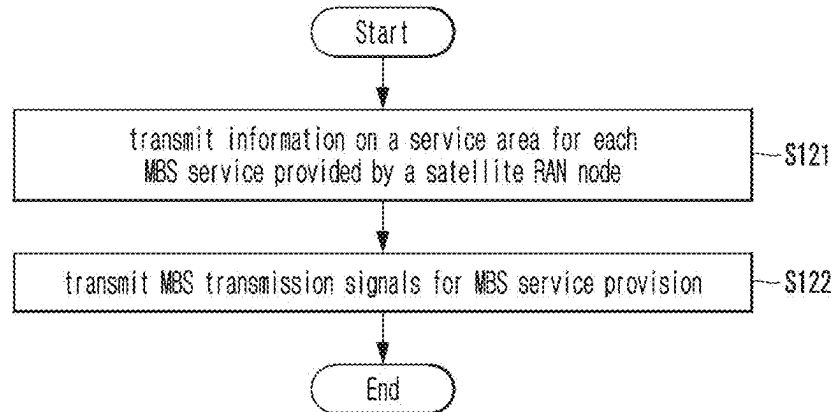 Start
transmit information on a service area for each
MBS service provided by a satellite RAN node
S121
transmit MBS transmission signals for MBS service provision
S122
End